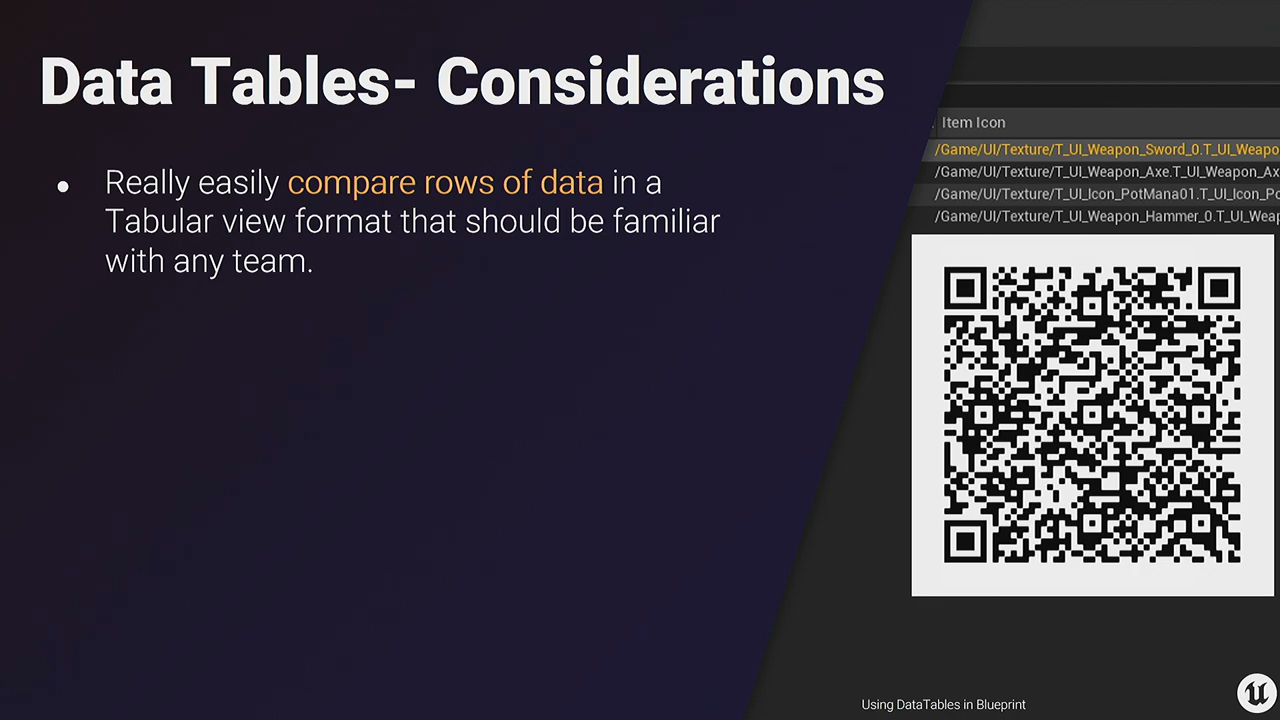 Data Tables- Considerations
● Really easily compare rows of data in a
Tabular view format that should be familiar
with any team.
Item Icon
/Game/UI/Texture/T_UI_Weapon_Sword_0.T_UI_Weapo
/Game/UI/Texture/T_UI_Weapon_Axe.T_UI_Weapon_Ax
/Game/UI/Texture/T_UI_Icon_PotMana01.T_UI_Icon_Po
/Game/UI/Texture/T_UI_Weapon_Hammer_0.T_UI_Weap
Using DataTables in Blueprint